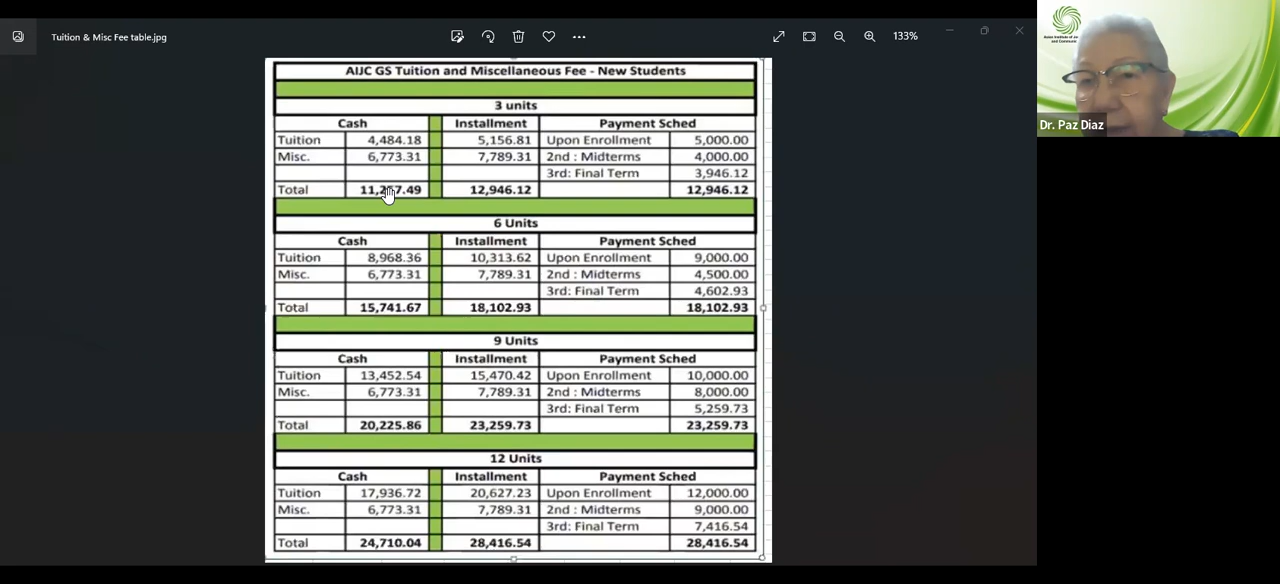 Tuition & Misc Fee table.jpg
133%
AIJC GS Tuition and Miscellaneous Fee - New Students
3 units
Cash Installment Payment Sched
Tuition 4,484.18 5,156.81 Upon Enrollment 5,000.00
Misc. 6,773.31 7,789.31 2nd : Midterms 4,000.00
3rd: Final Term 3,946.12
Total 12,946.12 12,946.12
6 Units
Cash Installment Payment Sched
Tuition 8,968.36 10,313.62 Upon Enrollment 9,000.00
Misc. 6,773.31 7,789.31 2nd : Midterms 4,500.00
3rd: Final Term 4,602.93
Total 15,741.67 18,102.93 18,102.93
9 Units
Cash Installment Payment Sched
Tuition 13,452.54 15,470.42 Upon Enrollment 10,000.00
Misc. 6,773.31 7,789.31 2nd : Midterms 8,000.00
3rd: Final Term 5,259.73
Total 20,225.86 23,259.73 23,259.73
12 Units
Cash Installment Payment Sched
Tuition 17,936.72 20,627.23 Upon Enrollment 12,000.00
Misc. 6,773.31 7,789.31 2nd : Midterms 9,000.00
3rd: Final Term 7,416.54
Total 24,710.04 28,416.54 28,416.54
Dr. Paz Diaz